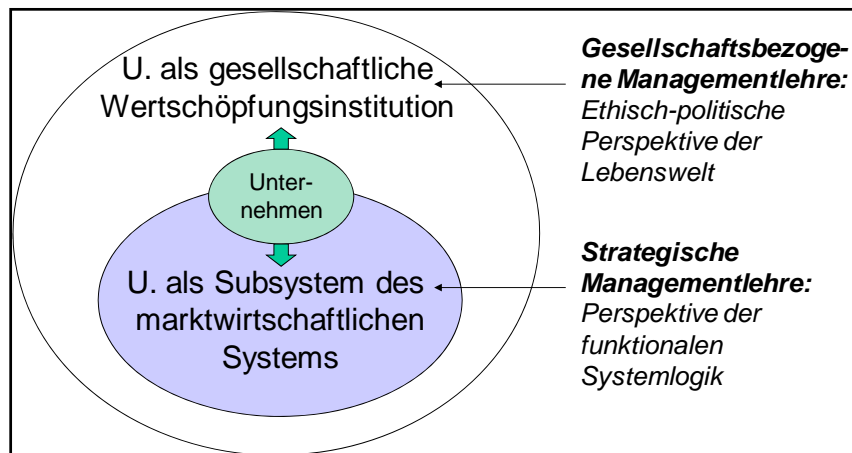 U. als gesellschaftliche
Wertschöpfungsinstitution
Unter-
nehmen
U. als Subsystem des
marktwirtschaftlichen
Systems
Gesellschaftsbezoge-
ne Managementlehre:
Ethisch-politische
Perspektive der
Lebenswelt
Strategische
Managementlehre:
Perspektive der
funktionalen
Systemlogik